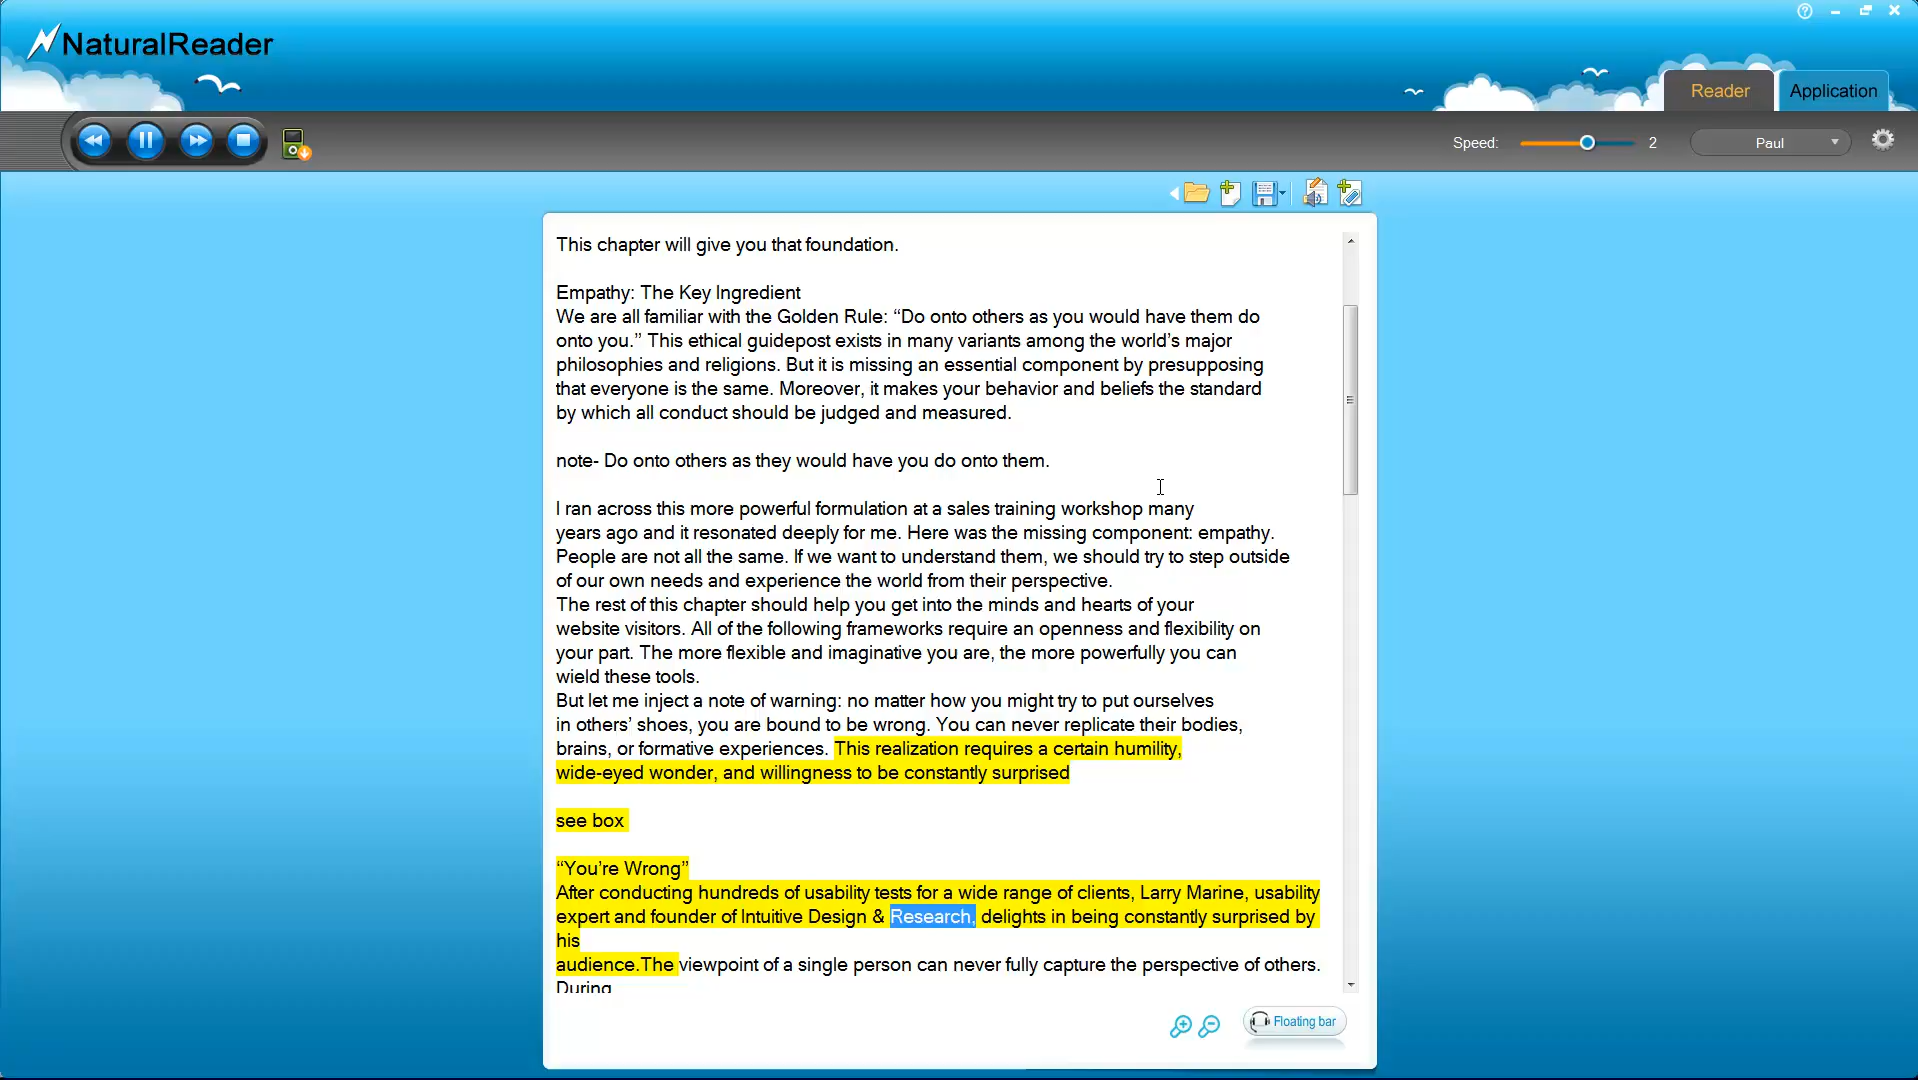 NaturalReader
Reader
Application
Speed:
2
Paul
This chapter will give you that foundation.
Empathy: The Key Ingredient
We are all familiar with the Golden Rule: “Do onto others as you would have them do
onto you.” This ethical guidepost exists in many variants among the world’s major
philosophies and religions. But it is missing an essential component by presupposing
that everyone is the same. Moreover, it makes your behavior and beliefs the standard
by which all conduct should be judged and measured.
note- Do onto others as they would have you do onto them.
I ran across this more powerful formulation at a sales training workshop many
years ago and it resonated deeply for me. Here was the missing component: empathy.
People are not all the same. If we want to understand them, we should try to step outside
of our own needs and experience the world from their perspective.
The rest of this chapter should help you get into the minds and hearts of your
website visitors. All of the following frameworks require an openness and flexibility on
your part. The more flexible and imaginative you are, the more powerfully you can
wield these tools.
But let me inject a note of warning: no matter how you might try to put ourselves
in others’ shoes, you are bound to be wrong. You can never replicate their bodies,
brains, or formative experiences. This realization requires a certain humility,
wide-eyed wonder, and willingness to be constantly surprised
see box
“You’re Wrong”
After conducting hundreds of usability tests for a wide range of clients, Larry Marine, usability
expert and founder of Intuitive Design & Research, delights in being constantly surprised by
his
audience.The viewpoint of a single person can never fully capture the perspective of others.
During
Floating bar